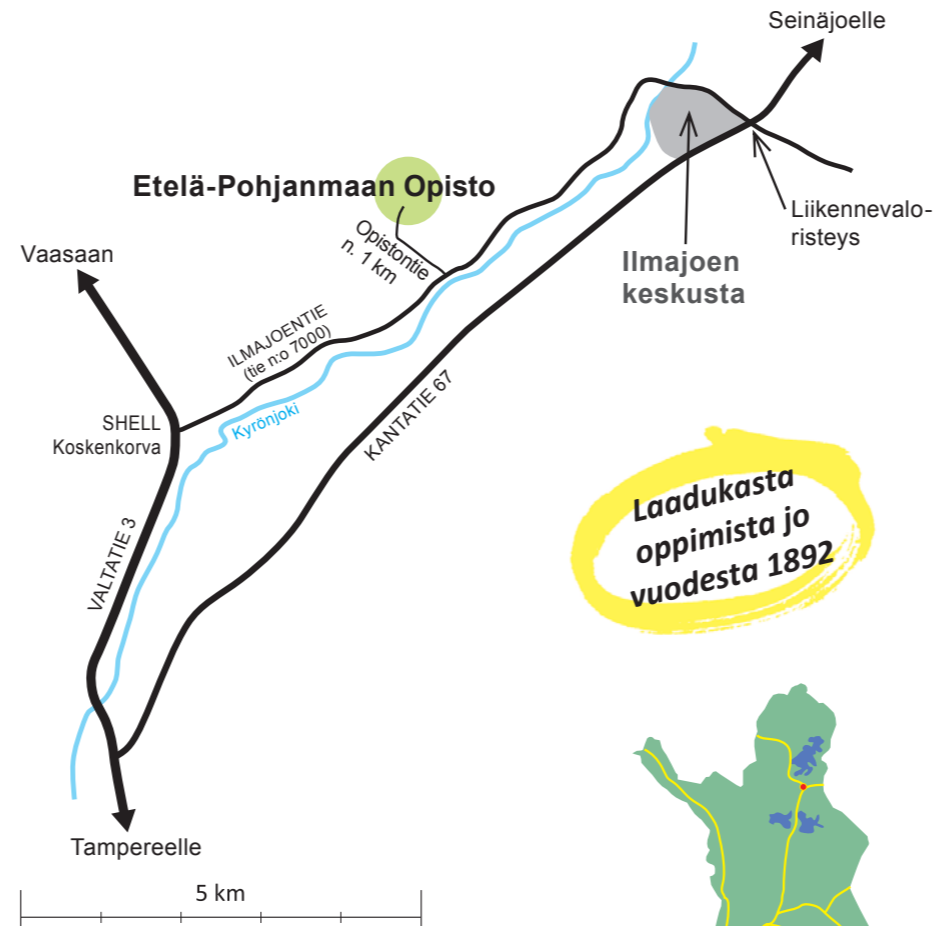 Seinäjoelle
Etelä-Pohjanmaan Opisto
Opistontie
n. 1 km
Liikennevalo-
risteys
Vaasaan
Ilmajoen
keskusta
ILMAJOENTIE
(tie n:o 7000)
SHELL
Koskenkorva
Kyrönjoki
KANTATIE 67
Laadukasta
oppimista jo
vuodesta 1892
VALTATIE 3
Tampereelle
5 km